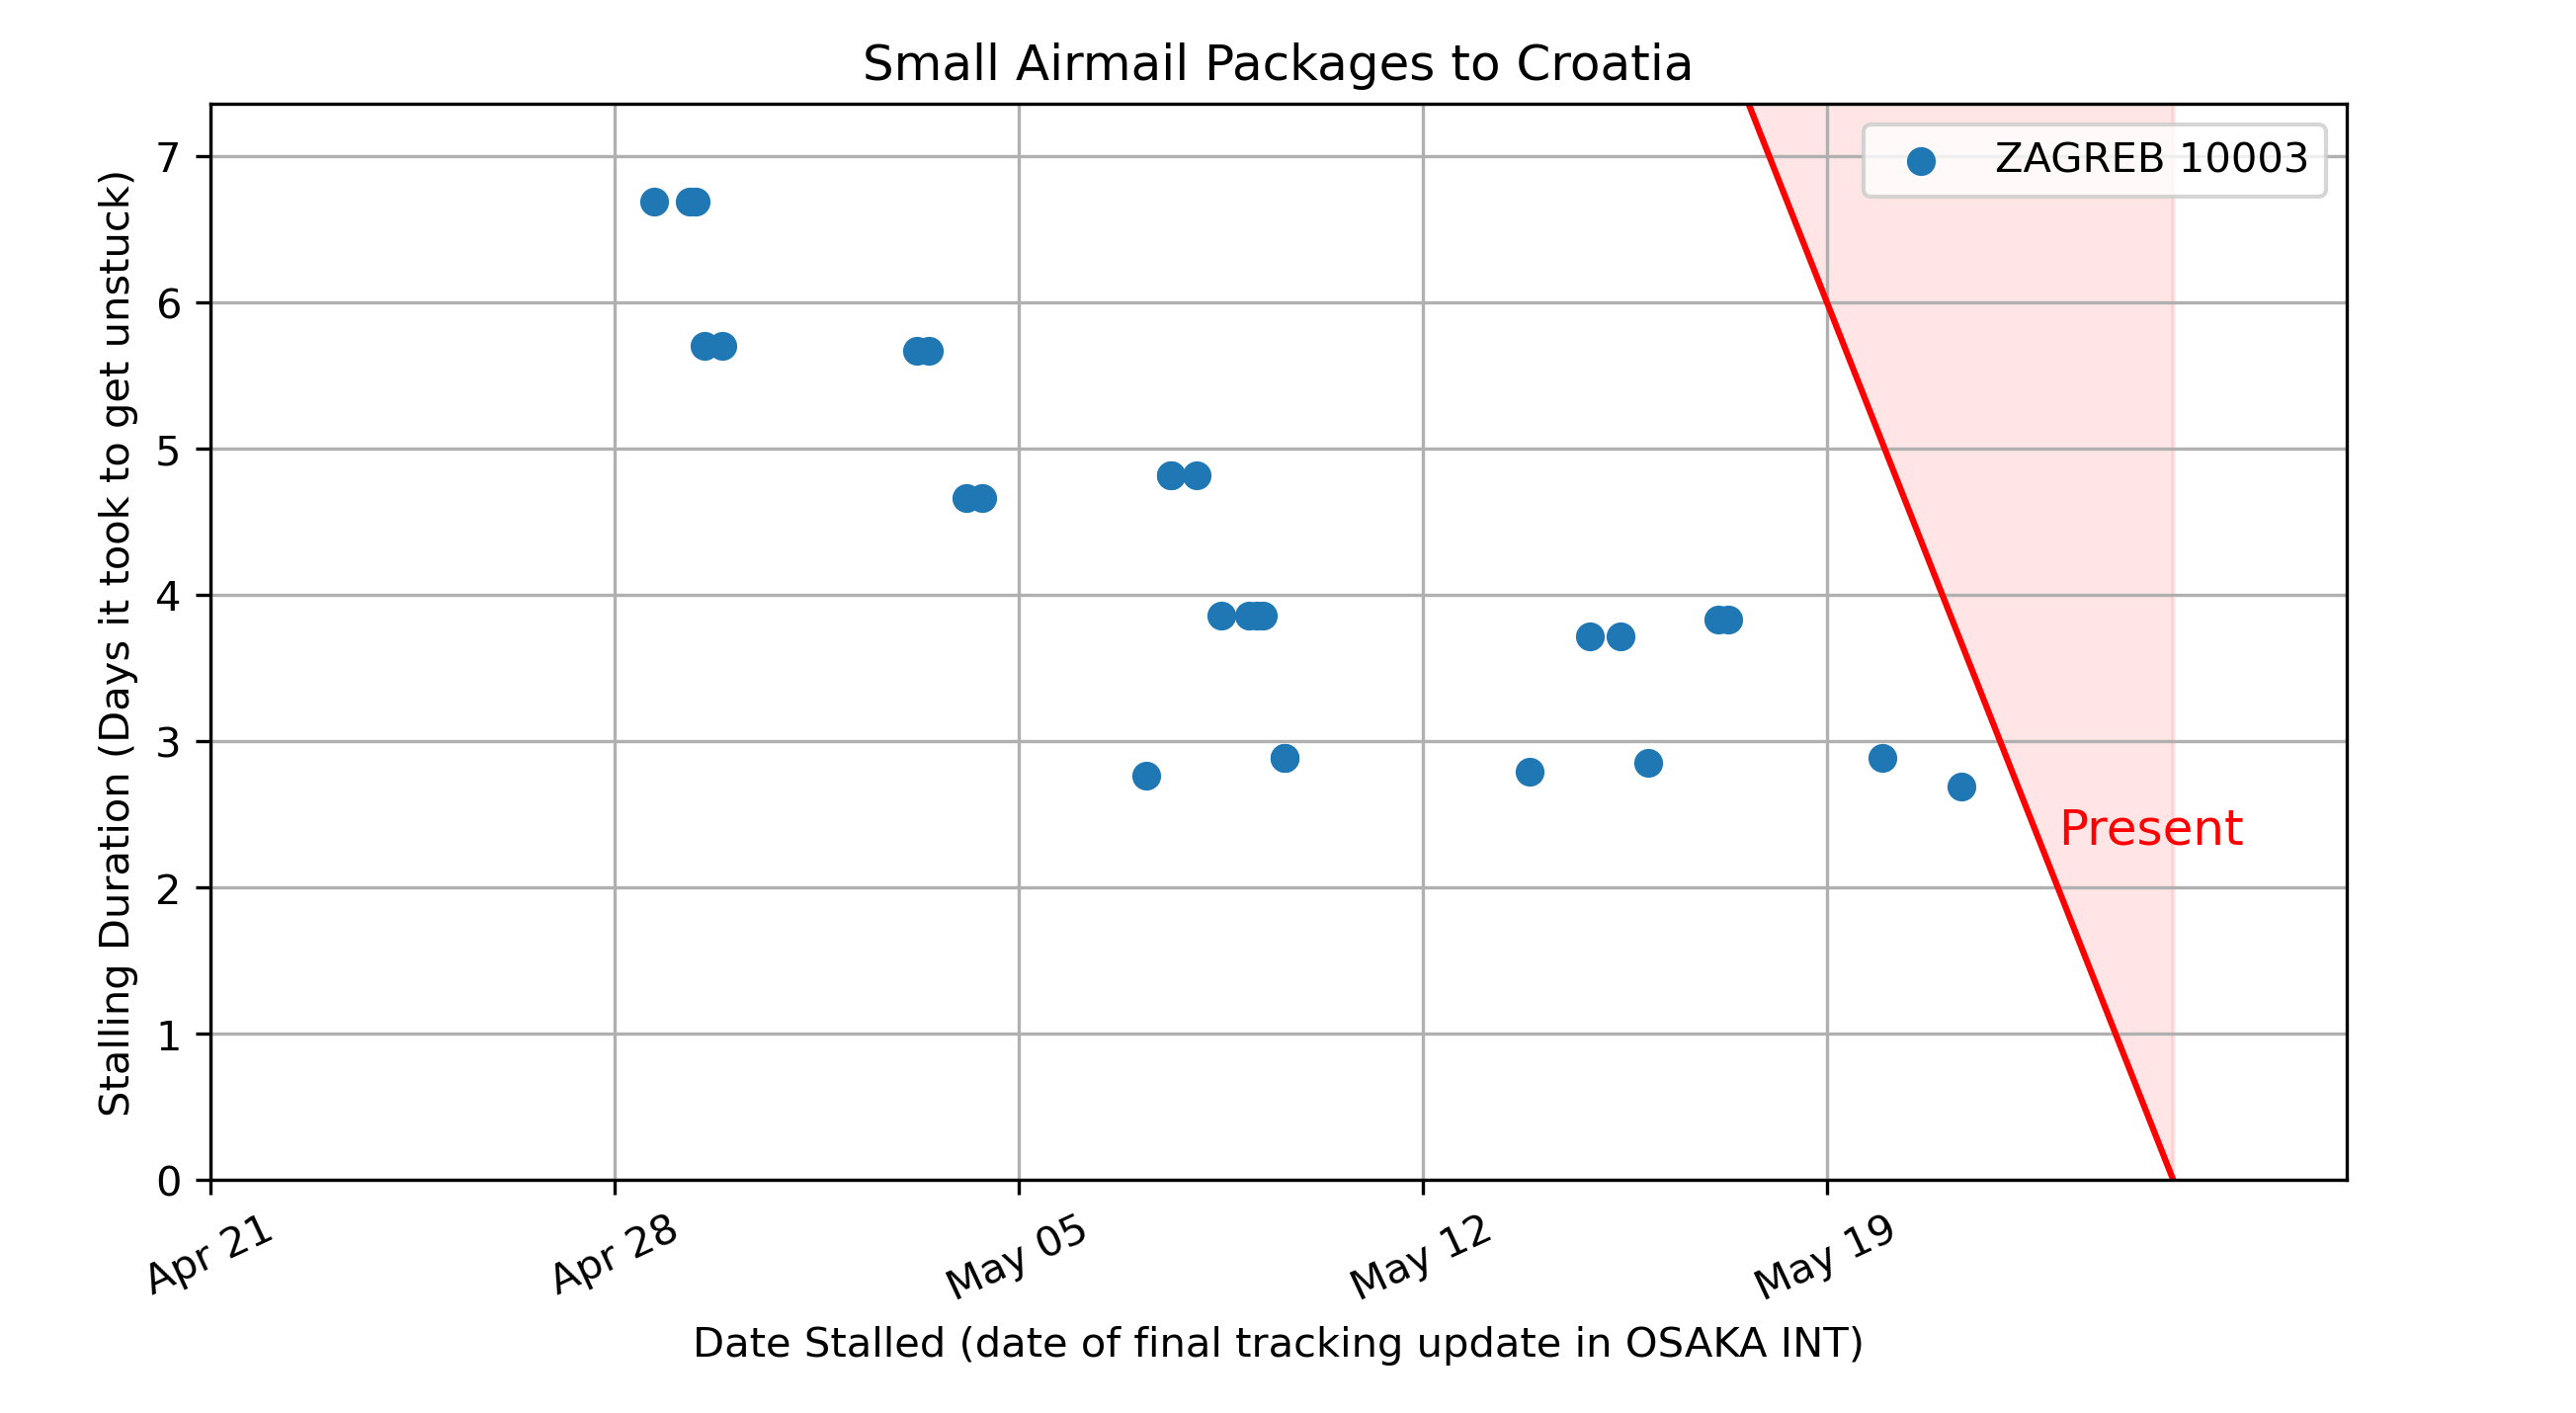 Small Airmail Packages to Croatia
ZAGREB 10003
Stalling Duration (Days it took to get unstuck)
7
6
5
4
3
2
1
0
Present
Apr 21
Apr 28
May 05
May 12
May 19
Date Stalled (date of final tracking update in OSAKA INT)